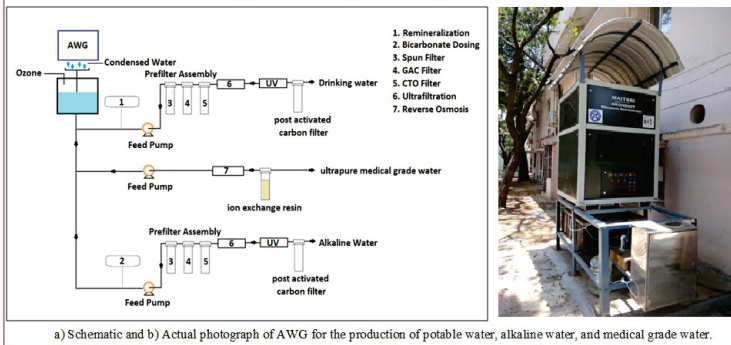 AWG
Condensed Water
Ozone
1
Prefilter Assembly
3 4 5
6
UV
Drinking water
post activated
carbon filter
Feed Pump
1. Remineralization
2. Bicarbonate Dosing
3. Spun Filter
4. GAC Filter
5. CTO Filter
6. Ultrafiltration
7. Reverse Osmosis
7
ultrapure medical grade water
Feed Pump
ion exchange resin
Prefilter Assembly
2
3 4 5
6
UV
Alkaline Water
post activated
carbon filter
Feed Pump
MAITHRI
a) Schematic and b) Actual photograph of AWG for the production of potable water, alkaline water, and medical grade water.